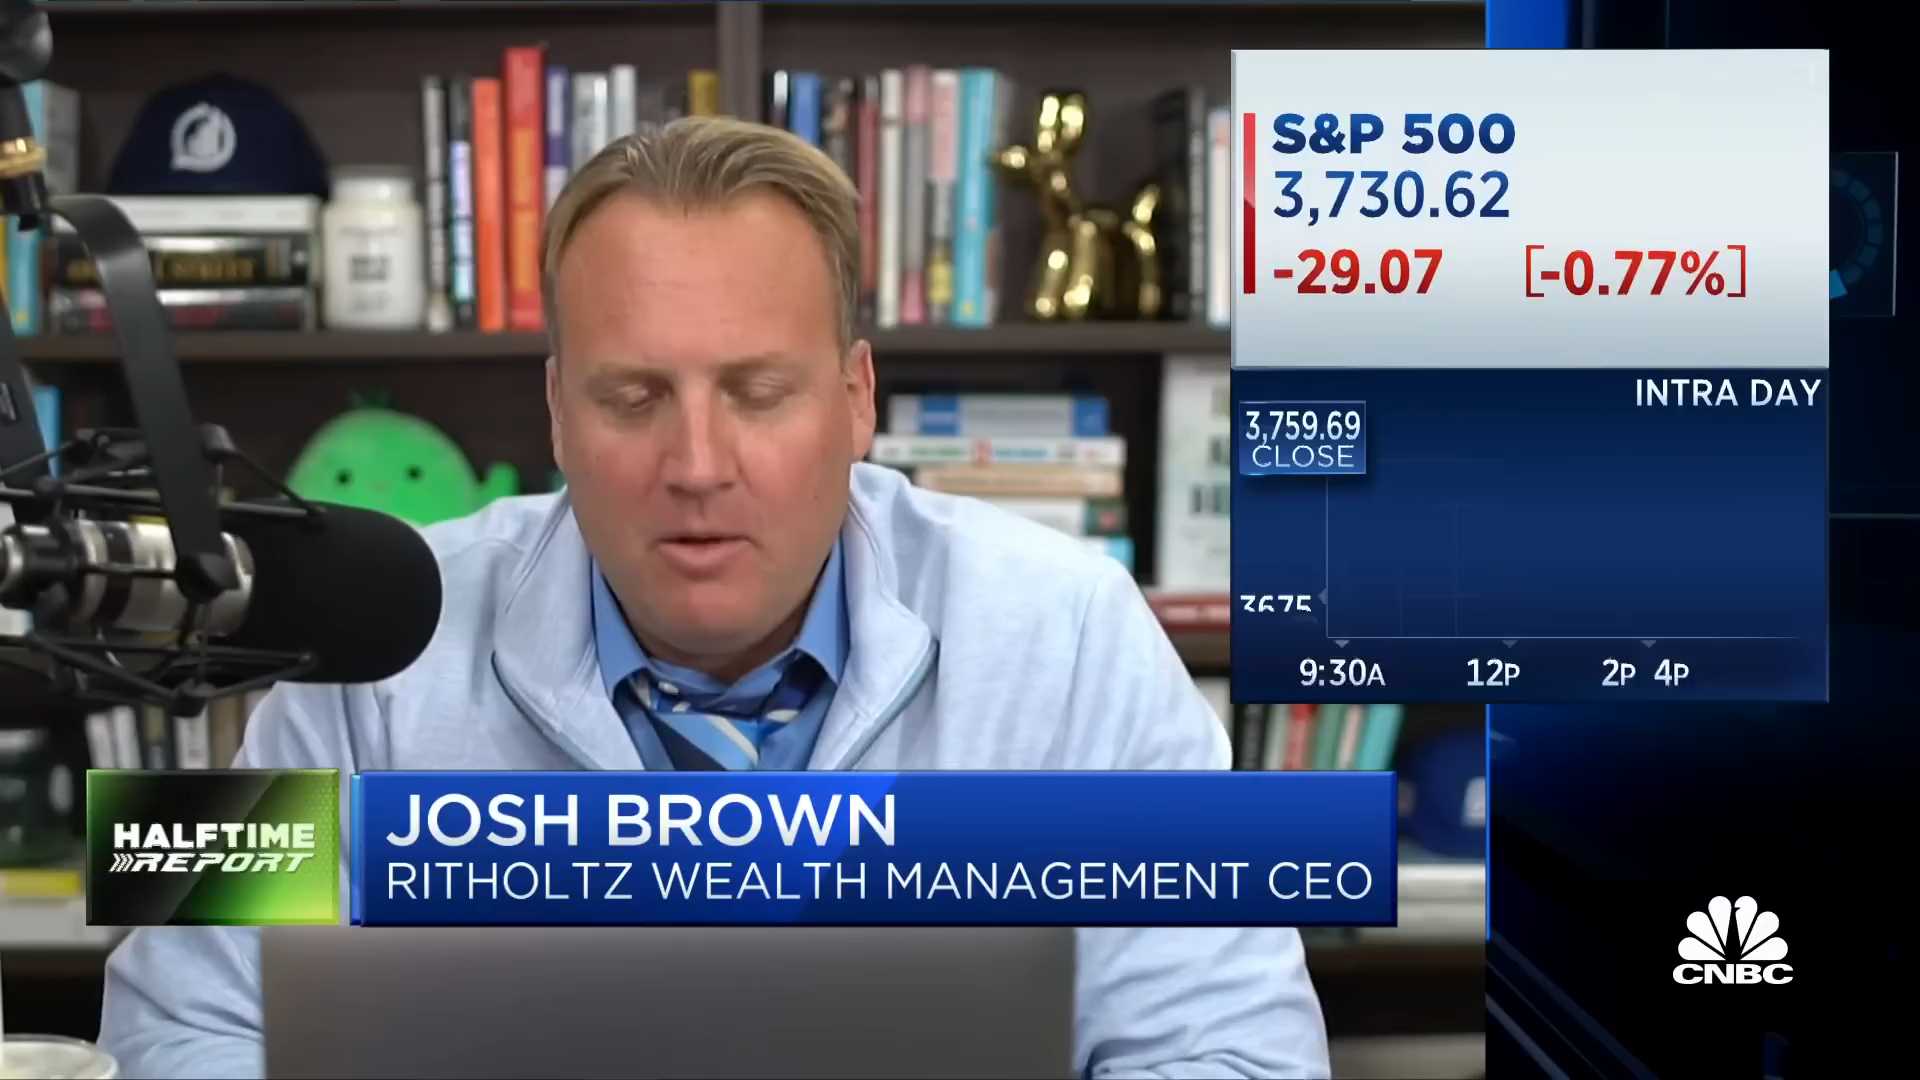 S&P 500
3,730.62
-29.07 [-0.77%]
INTRA DAY
3,759.69
CLOSE
3675
9:30A 12P 2P 4P
HALFTIME
REPORT
JOSH BROWN
RITHOLTZ WEALTH MANAGEMENT CEO
CNBC